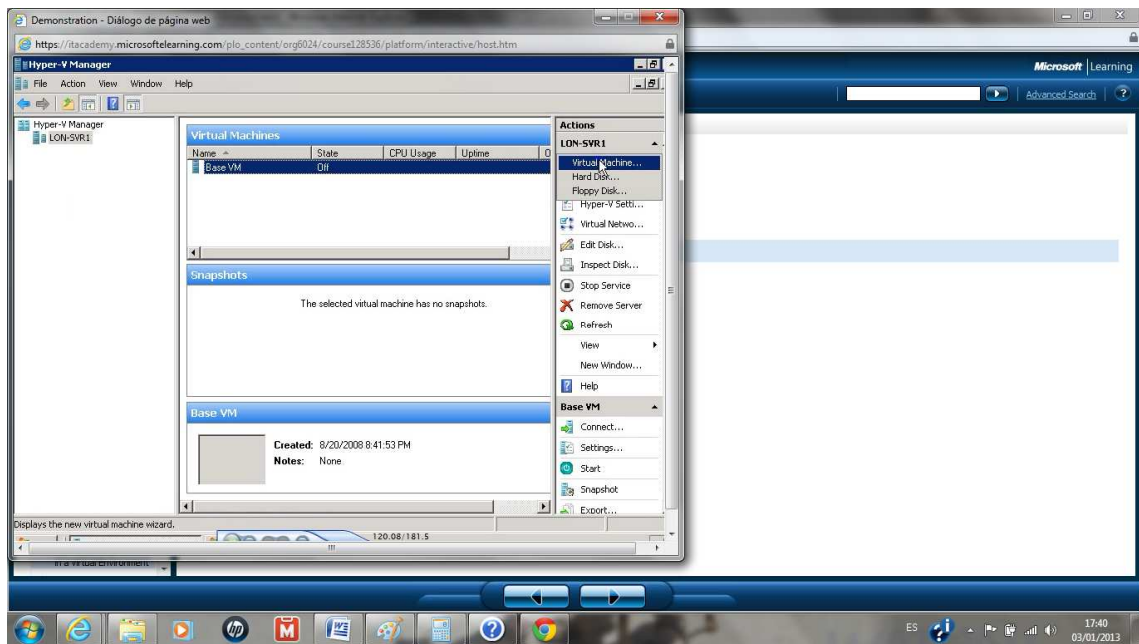 Demonstration - Diálogo de página web
https://itacademy.microsoftelearning.com/plo_content/org6024/course128536/platform/interactive/host.htm
Hyper-V Manager
File Action View Window Help
Hyper-V Manager
LON-SVR1
Virtual Machines
Name State CPU Usage Uptime
Base VM Off
Snapshots
The selected virtual machine has no snapshots.
Base VM
Created: 8/20/2008 8:41:53 PM
Notes: None
Actions
LON-SVR1
Virtual Machine...
Hard Disk...
Floppy Disk...
Hyper-V Setti...
Virtual Netwo...
Edit Disk...
Inspect Disk...
Stop Service
Remove Server
Refresh
View
New Window...
Help
Base VM
Connect...
Settings...
Start
Snapshot
Export...
Displays the new virtual machine wizard.
120.08/181.5
in a Virtual Environment
Microsoft | Learning
Advanced Search
ES
17:40
03/01/2013